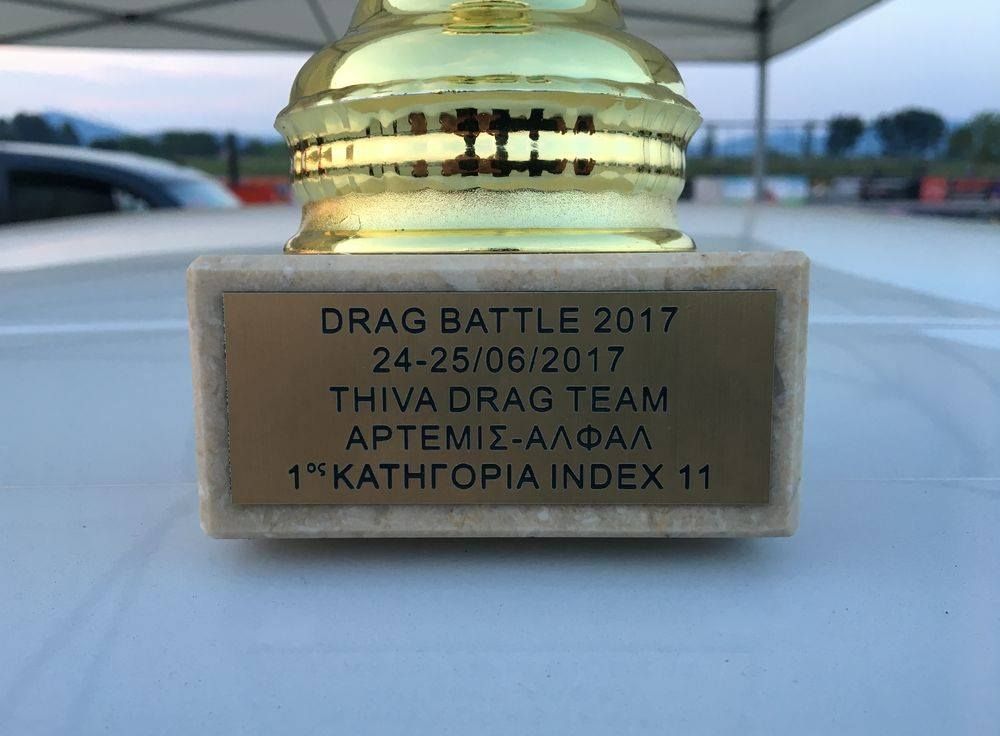 DRAG BATTLE 2017
24-25/06/2017
THIVA DRAG TEAM
ΑΡΤΕΜΙΣ-ΑΛΦΑΛ
1ος ΚΑΤΗΓΟΡΙΑ INDEX 11